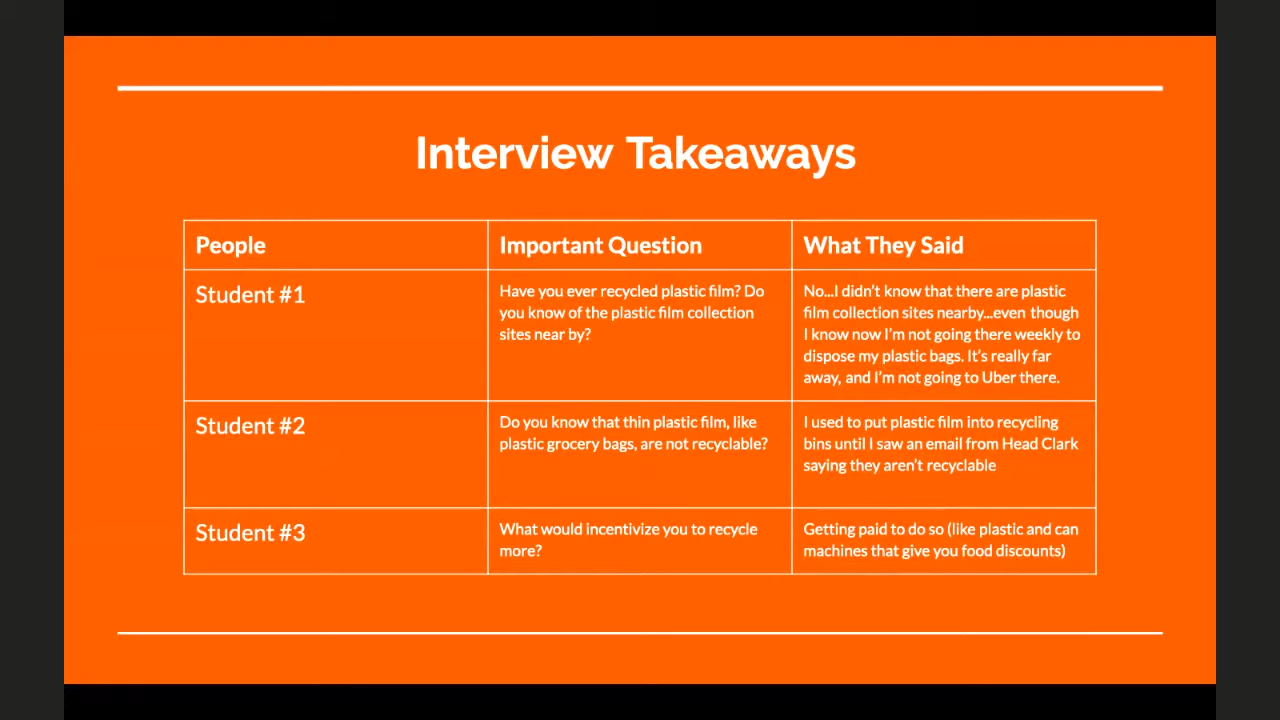 Interview Takeaways
People
Important Question
What They Said
Student #1
Have you ever recycled plastic film? Do
you know of the plastic film collection
sites near by?
No...I didn't know that there are plastic
film collection sites nearby...even though
I know now I'm not going there weekly to
dispose my plastic bags. It's really far
away, and I'm not going to Uber there.
Student #2
Do you know that thin plastic film, like
plastic grocery bags, are not recyclable?
I used to put plastic film into recycling
bins until I saw an email from Head Clark
saying they aren't recyclable
Student #3
What would incentivize you to recycle
more?
Getting paid to do so (like plastic and can
machines that give you food discounts)